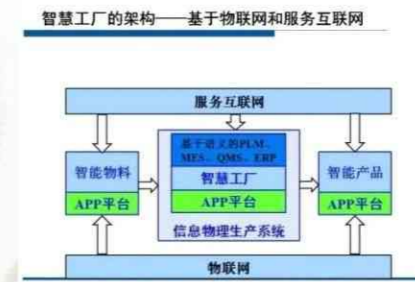 智慧工厂的架构——基于物联网和服务互联网
服务互联网
基于语义的PLM、
MES、QMS、ERP
智能物料
智慧工厂
智能产品
APP平台
APP平台
APP平台
信息物理生产系统
物联网